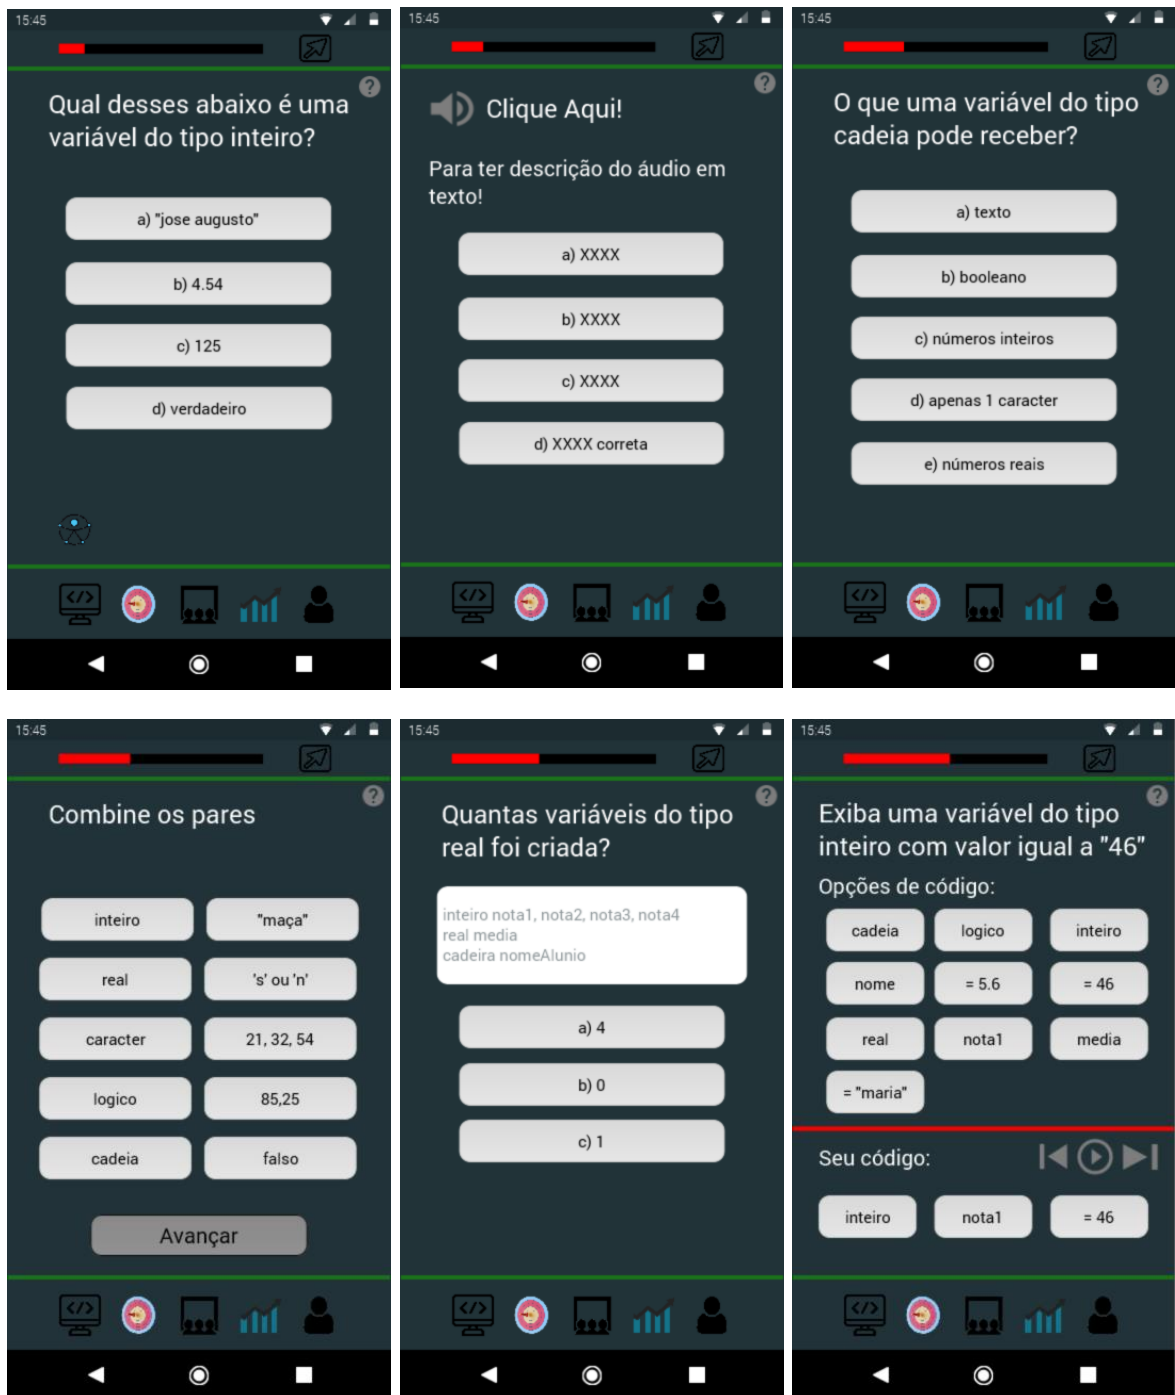 15:45
Qual desses abaixo é uma
variável do tipo inteiro?
?
a) "jose augusto"
b) 4.54
c) 125
d) verdadeiro
</>
15:45
?
Clique Aqui!
Para ter descrição do áudio em
texto!
a) XXXX
b) XXXX
c) XXXX
d) XXXX correta
</>
15:45
?
O que uma variável do tipo
cadeia pode receber?
a) texto
b) booleano
c) números inteiros
d) apenas 1 caracter
e) números reais
</>
15:45
?
Combine os pares
inteiro "maça"
real 's' ou 'n'
caracter 21, 32, 54
logico 85,25
cadeia falso
Avançar
</>
15:45
?
Quantas variáveis do tipo
real foi criada?
inteiro nota1, nota2, nota3, nota4
real media
cadeira nomeAlunio
a) 4
b) 0
c) 1
</>
15:45
?
Exiba uma variável do tipo
inteiro com valor igual a "46"
Opções de código:
cadeia logico inteiro
nome = 5.6 = 46
real nota1 media
= "maria"
Seu código:
inteiro nota1 = 46
</>